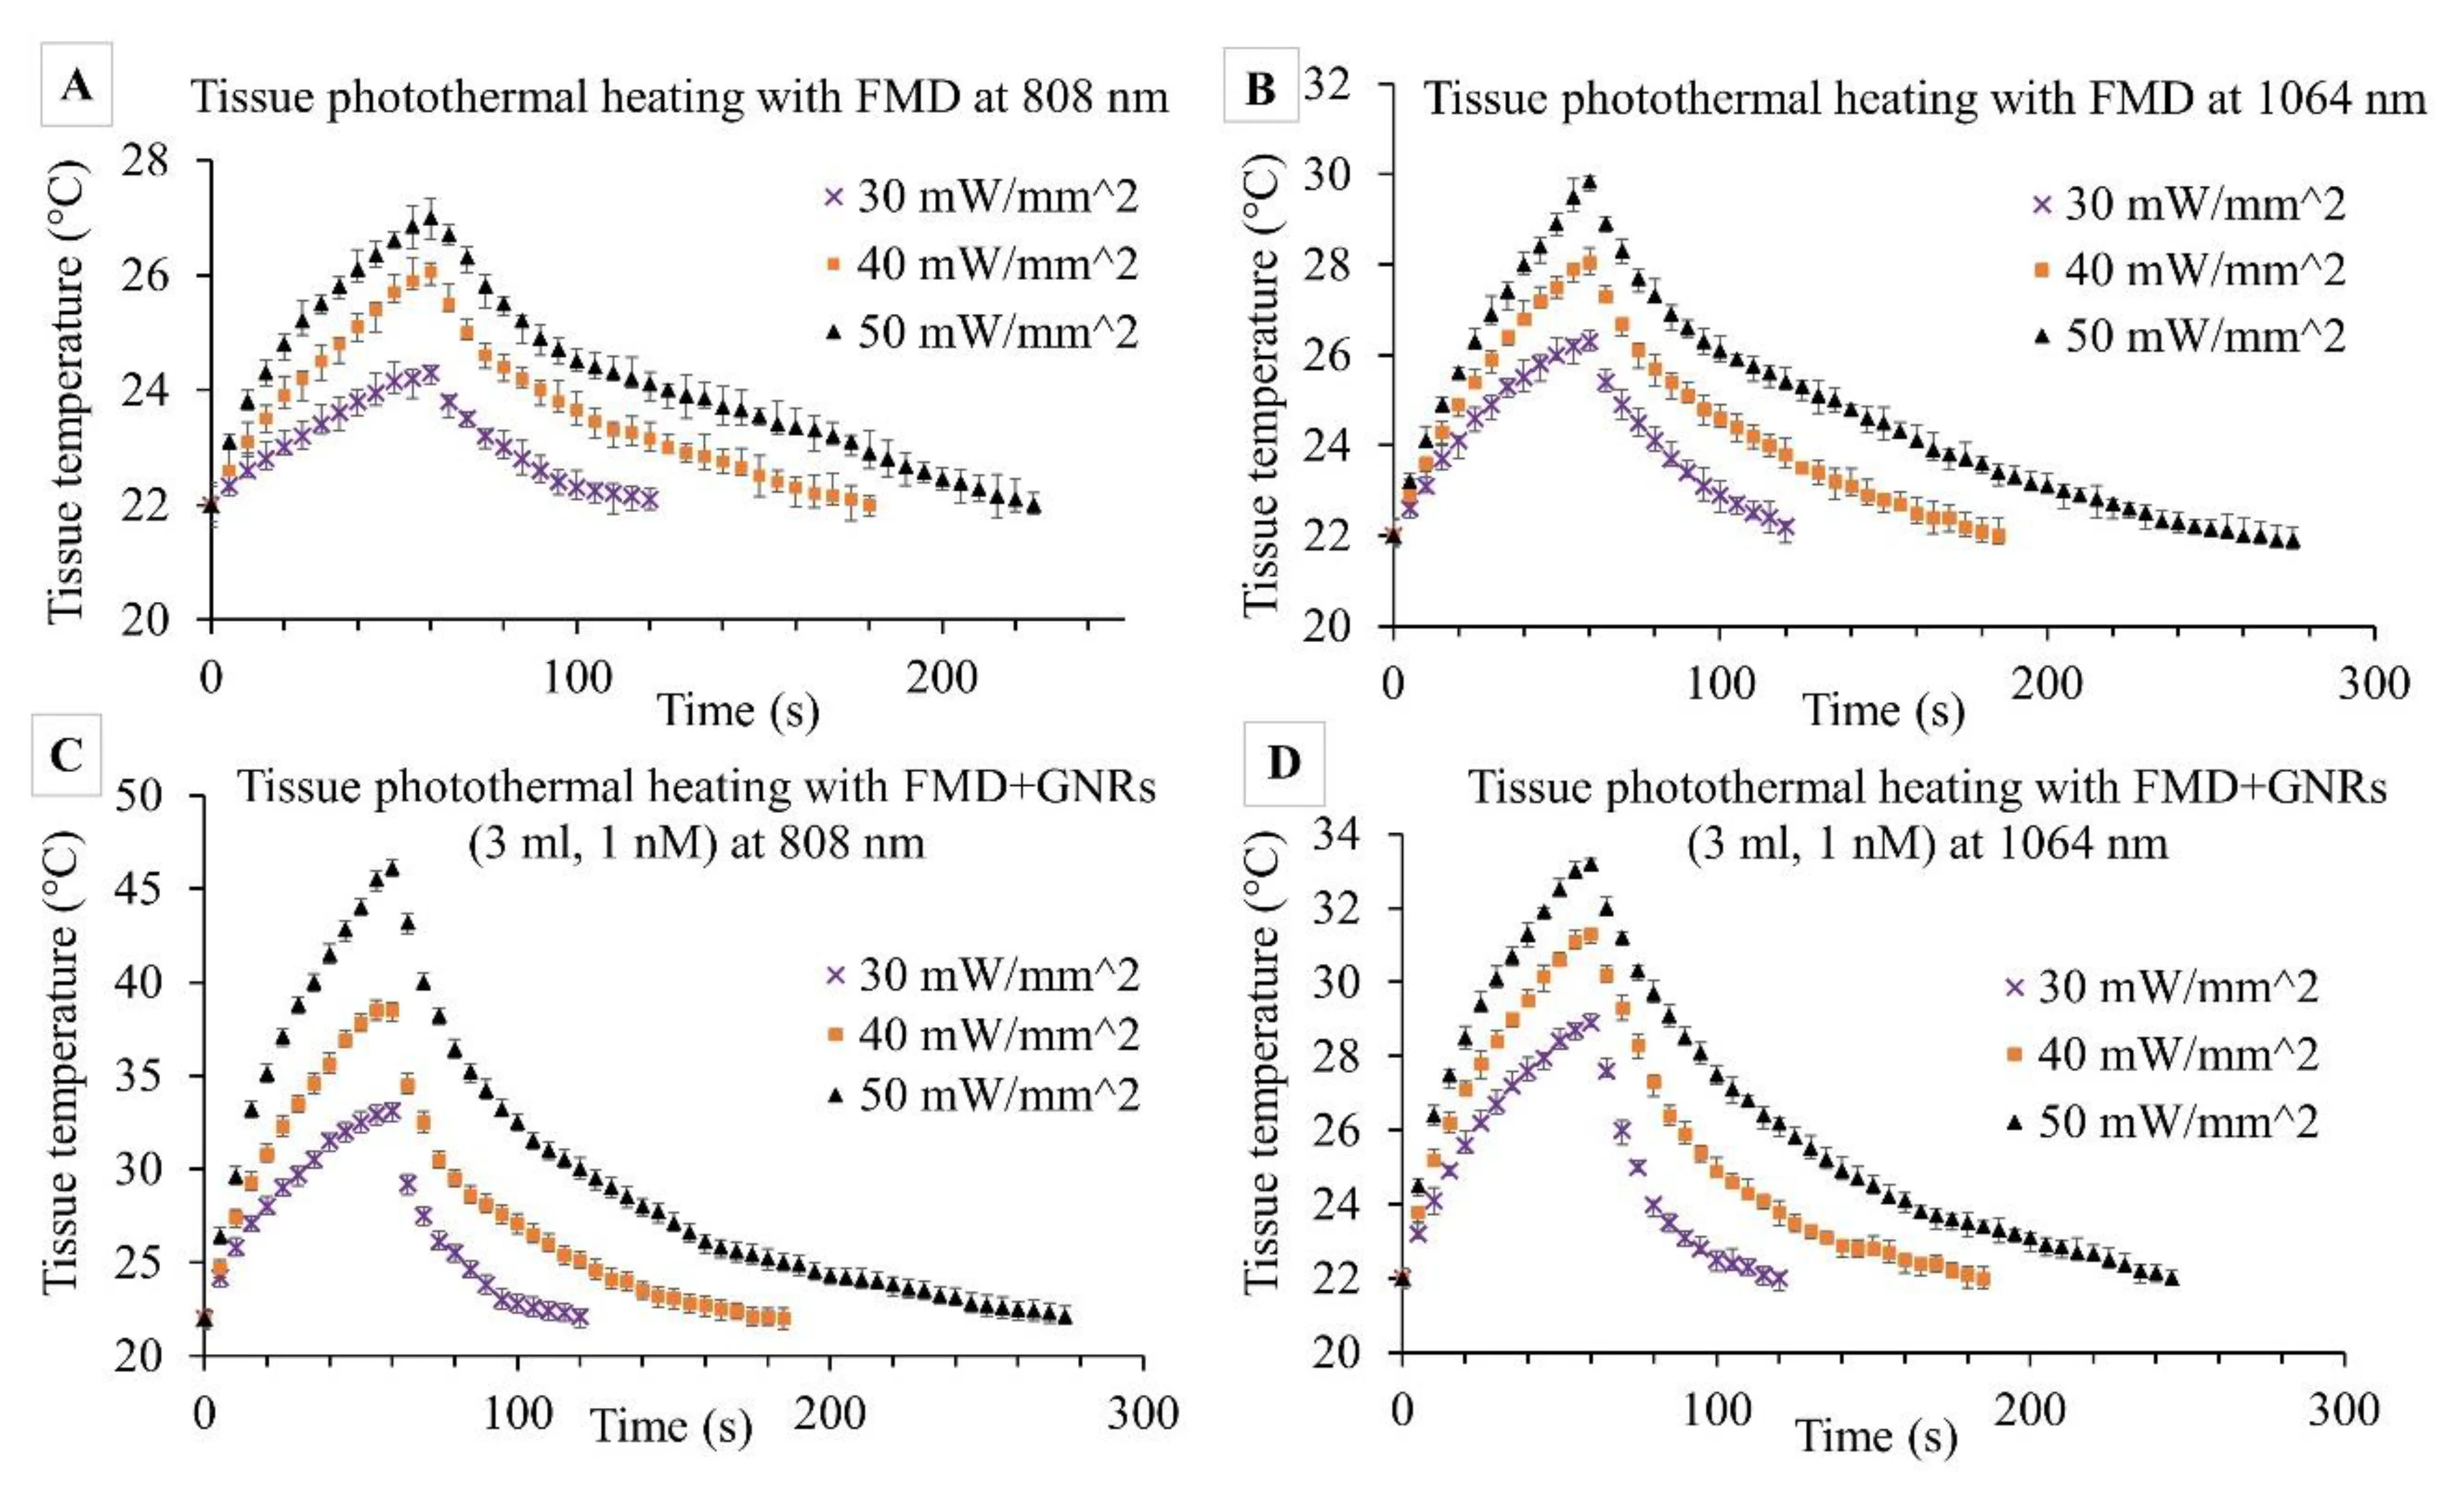 A
Tissue photothermal heating with FMD at 808 nm
Tissue temperature (°C)
28
26
24
22
20
0
100
200
Time (s)
30 mW/mm^2
40 mW/mm^2
50 mW/mm^2
B
Tissue photothermal heating with FMD at 1064 nm
Tissue temperature (°C)
32
30
28
26
24
22
20
0
100
200
300
Time (s)
30 mW/mm^2
40 mW/mm^2
50 mW/mm^2
C
Tissue photothermal heating with FMD+GNRs
(3 ml, 1 nM) at 808 nm
Tissue temperature (°C)
50
45
40
35
30
25
20
0
100
200
300
Time (s)
30 mW/mm^2
40 mW/mm^2
50 mW/mm^2
D
Tissue photothermal heating with FMD+GNRs
(3 ml, 1 nM) at 1064 nm
Tissue temperature (°C)
34
32
30
28
26
24
22
20
0
100
200
300
Time (s)
30 mW/mm^2
40 mW/mm^2
50 mW/mm^2